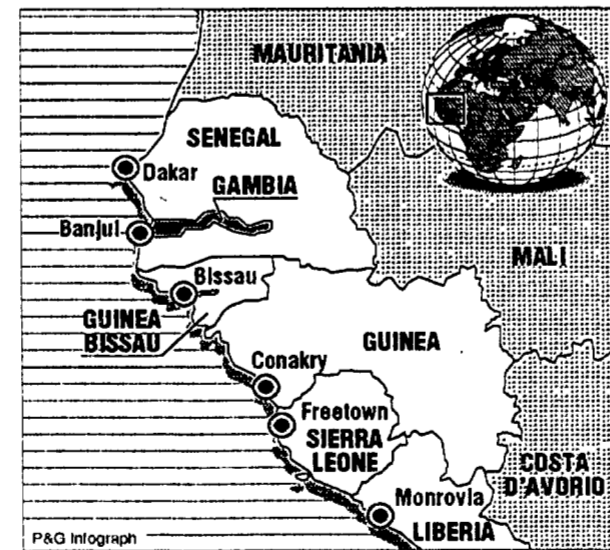 MAURITANIA
SENEGAL
Dakar
GAMBIA
Banjul
MALI
Bissau
GUINEA
BISSAU
GUINEA
Conakry
Freetown
SIERRA
LEONE
COSTA
D'AVORIO
Monrovia
LIBERIA
P&G Infograph